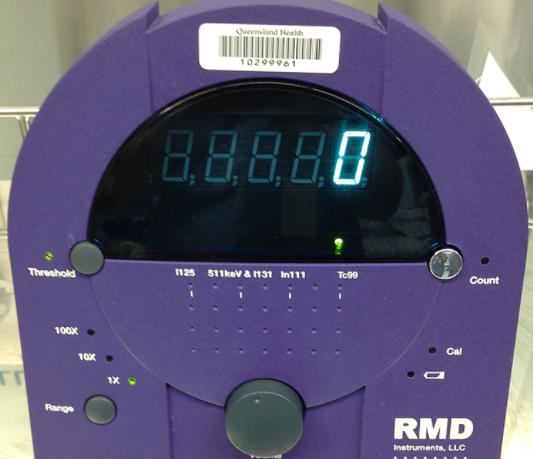 Queensland Health
10299961
0
Threshold
I125 511keV & I131 In111 Tc99
Count
100X
10X
1X
Cal
Range
RMD
Instruments, LLC
Volume